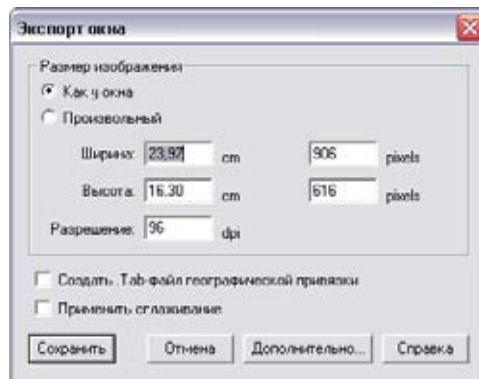 Экспорт окна
Размер изображения
Как у окна
Произвольный
Ширина: 23,97 cm 906 pixels
Высота: 16.30 cm 616 pixels
Разрешение: 96 dpi
Создать .Tab-файл географической привязки
Применить сглаживание
Сохранить Отмена Дополнительно... Справка